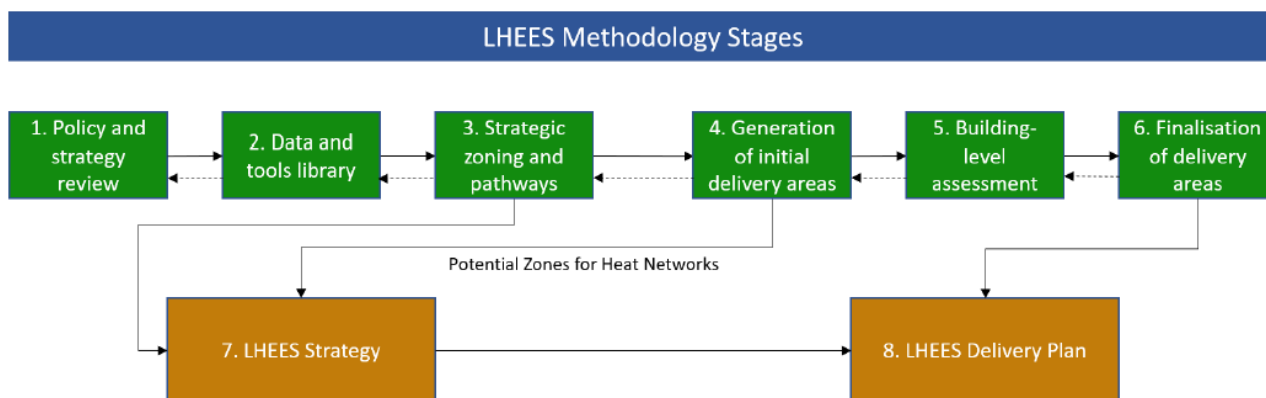 LHEES Methodology Stages
1. Policy and
strategy
review
2. Data and
tools library
3. Strategic
zoning and
pathways
4. Generation
of initial
delivery areas
5. Building-
level
assessment
6. Finalisation
of delivery
areas
Potential Zones for Heat Networks
7. LHEES Strategy
8. LHEES Delivery Plan